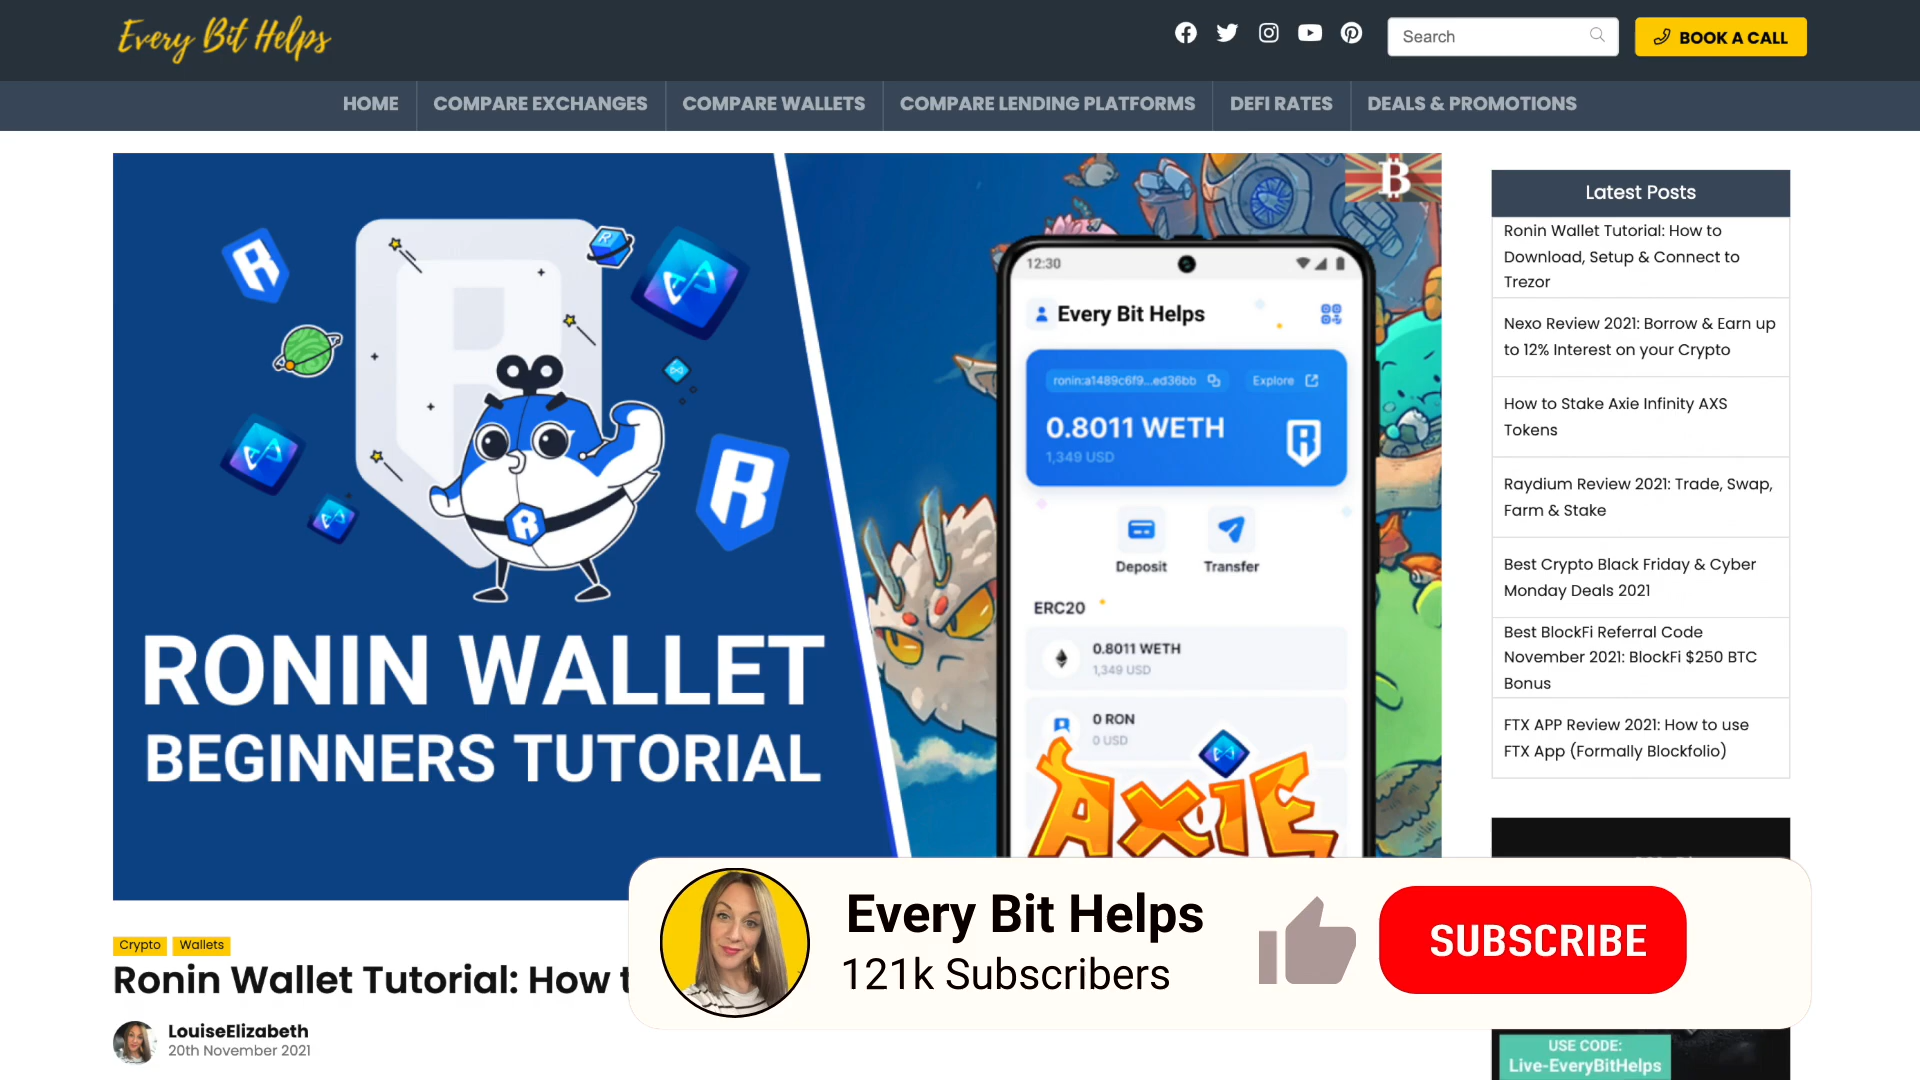 Every Bit Helps
Search
BOOK A CALL
HOME
COMPARE EXCHANGES
COMPARE WALLETS
COMPARE LENDING PLATFORMS
DEFI RATES
DEALS & PROMOTIONS
RONIN WALLET
BEGINNERS TUTORIAL
12:30
Every Bit Helps
ronin:a1489c6f9...ed36bb
Explore
0.8011 WETH
1,349 USD
Deposit
Transfer
ERC20
0.8011 WETH
1,349 USD
0 RON
0 USD
AXIE
Latest Posts
Ronin Wallet Tutorial: How to
Download, Setup & Connect to
Trezor
Nexo Review 2021: Borrow & Earn up
to 12% Interest on your Crypto
How to Stake Axie Infinity AXS
Tokens
Raydium Review 2021: Trade, Swap,
Farm & Stake
Best Crypto Black Friday & Cyber
Monday Deals 2021
Best BlockFi Referral Code
November 2021: BlockFi $250 BTC
Bonus
FTX APP Review 2021: How to use
FTX App (Formally Blockfolio)
Crypto
Wallets
Ronin Wallet Tutorial: How
LouiseElizabeth
20th November 2021
Every Bit Helps
121k Subscribers
SUBSCRIBE
USE CODE:
Live-EveryBitHelps